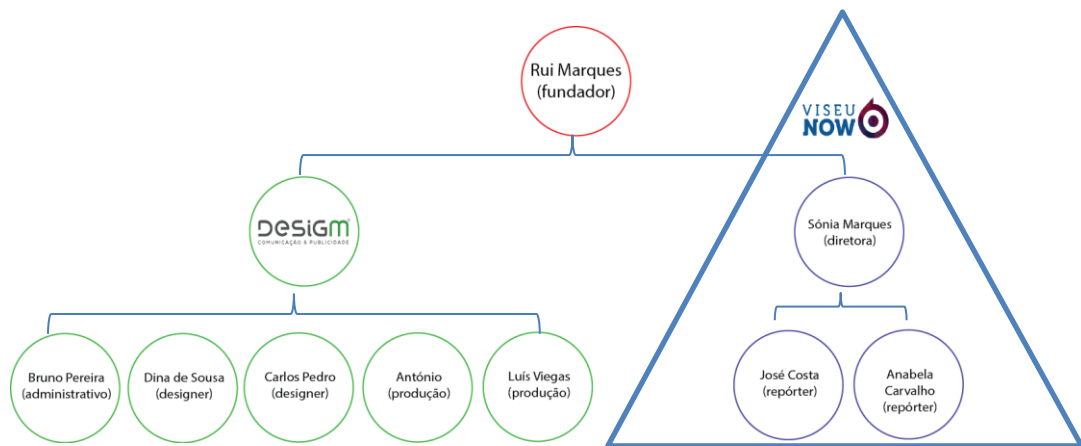 Rui Marques
(fundador)
VISEU
NOW
DESiGM
COMUNICAÇÃO & PUBLICIDADE
Sónia Marques
(diretora)
Bruno Pereira
(administrativo)
Dina de Sousa
(designer)
Carlos Pedro
(designer)
António
(produção)
Luís Viegas
(produção)
José Costa
(repórter)
Anabela
Carvalho
(repórter)